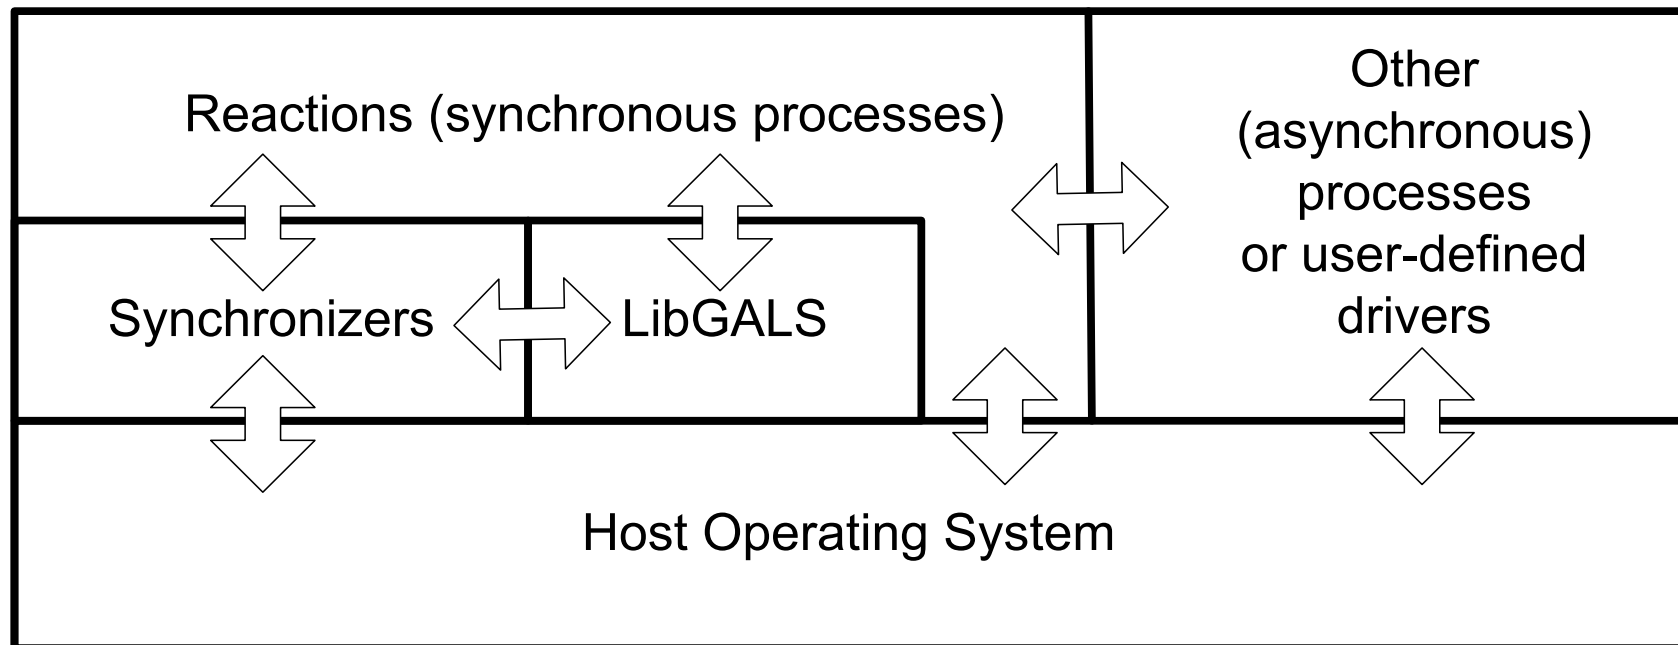 Reactions (synchronous processes)
Other
(asynchronous)
processes
or user-defined
drivers
Synchronizers
LibGALS
Host Operating System